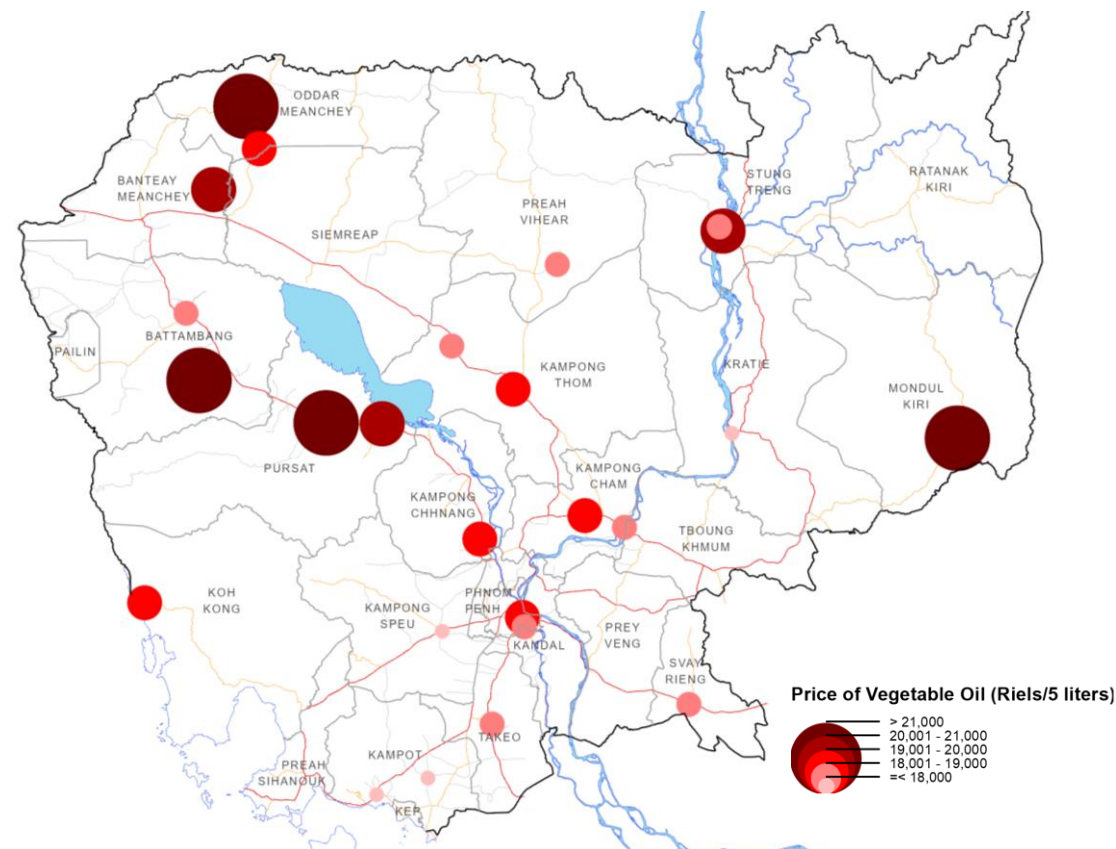 ODDAR
MEANCHEY
BANTEAY
MEANCHEY
SIEMREAP
PREAH
VIHEAR
STUNG
TRENG
RATANAK
KIRI
BATTAMBANG
PAILIN
KAMPONG
THOM
KRATIE
MONDUL
KIRI
PURSAT
KAMPONG
CHHNANG
KAMPONG
CHAM
TBOUNG
KHMUM
KOH
KONG
KAMPONG
SPEU
PHNOM
PENH
KANDAL
PREY
VENG
SVAY
RIENG
TAKEO
KAMPOT
PREAH
SIHANOUK
KEP
Price of Vegetable Oil (Riels/5 liters)
> 21,000
20,001 - 21,000
19,001 - 20,000
18,001 - 19,000
=< 18,000